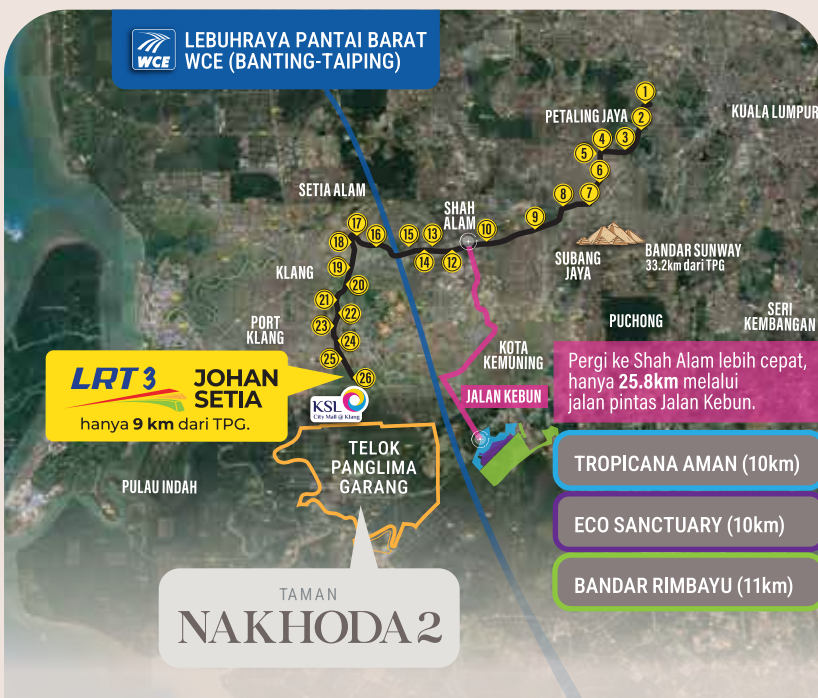 WCE
LEBUHRAYA PANTAI BARAT
WCE (BANTING-TAIPING)
1
PETALING JAYA
2
KUALA LUMPUR
3
4
5
6
7
8
SETIA ALAM
SHAH
ALAM
9
10
17
16
15
13
18
14
12
SUBANG
JAYA
BANDAR SUNWAY
33.2km dari TPG
KLANG
19
20
21
22
23
24
25
26
PORT
KLANG
PUCHONG
SERI
KEMBANGAN
KOTA
KEMUNING
LRT 3
JOHAN
SETIA
hanya 9 km dari TPG.
KSL
City Mall @ Klang
JALAN KEBUN
Pergi ke Shah Alam lebih cepat,
hanya 25.8km melalui
jalan pintas Jalan Kebun.
TELOK
PANGLIMA
GARANG
PULAU INDAH
TROPICANA AMAN (10km)
ECO SANCTUARY (10km)
BANDAR RIMBAYU (11km)
TAMAN
NAKHODA 2